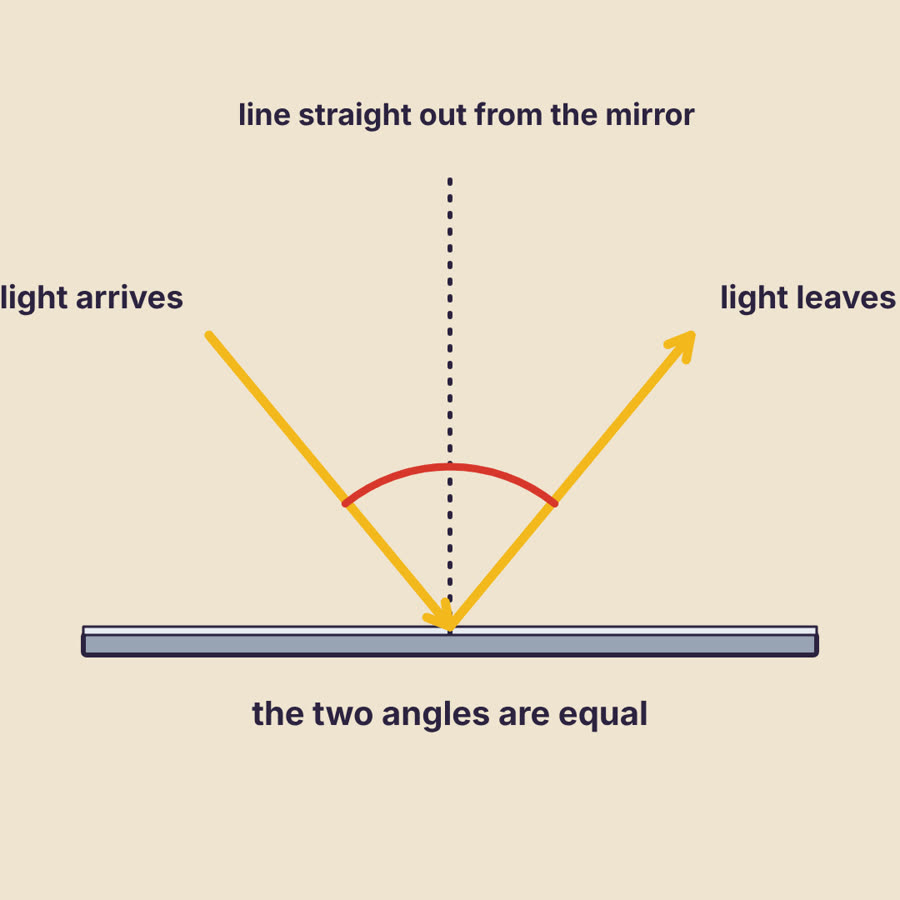 line straight out from the mirror
light arrives
light leaves
the two angles are equal